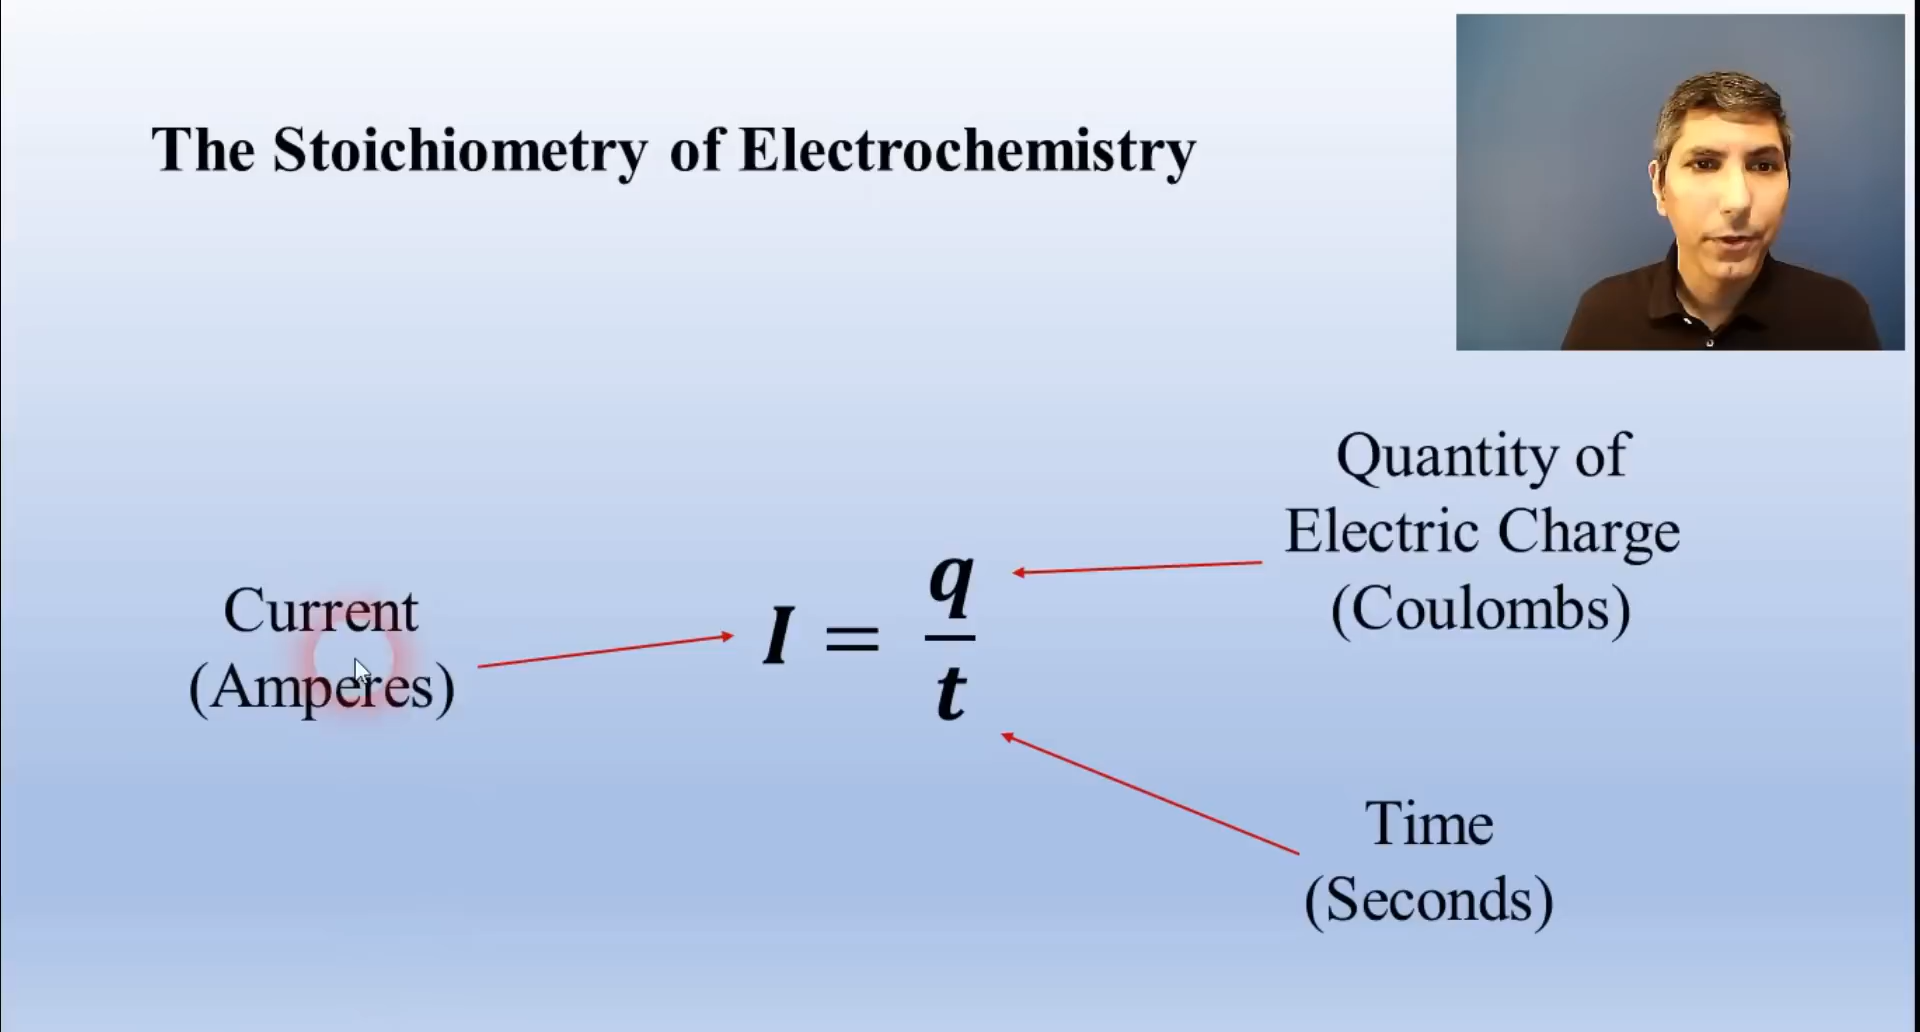 The Stoichiometry of Electrochemistry
Quantity of
Electric Charge
(Coulombs)
Current
(Amperes)
I = q/t
Time
(Seconds)